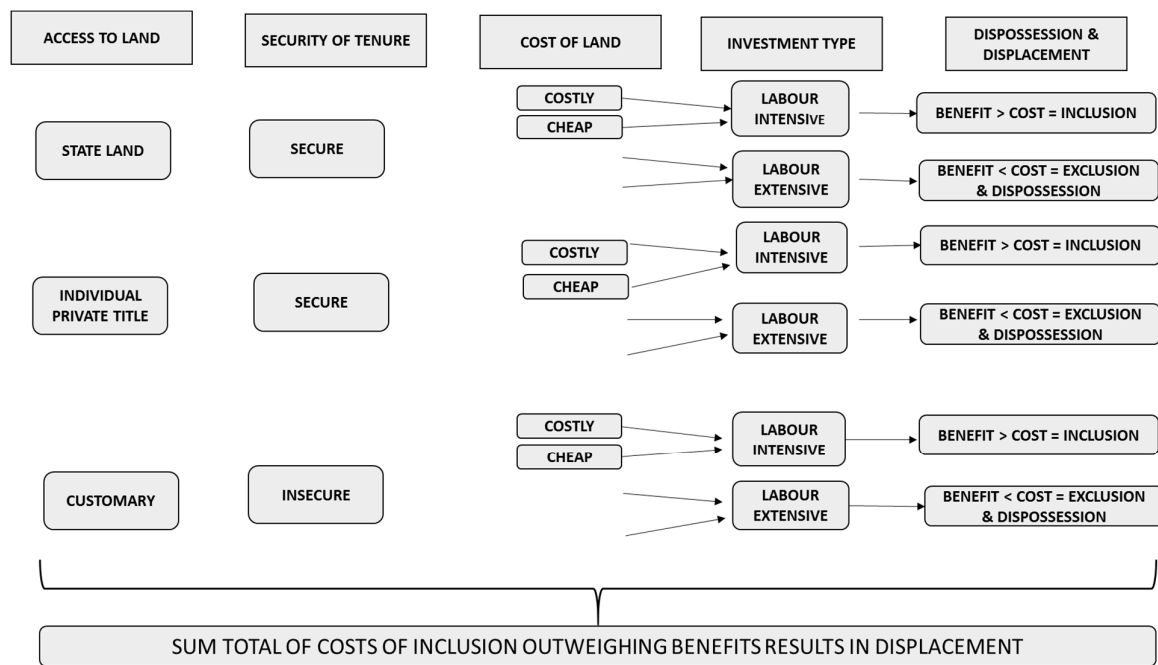 ACCESS TO LAND
SECURITY OF TENURE
COST OF LAND
INVESTMENT TYPE
DISPOSSESSION &
DISPLACEMENT
STATE LAND
SECURE
COSTLY
CHEAP
LABOUR
INTENSIVE
BENEFIT > COST = INCLUSION
LABOUR
EXTENSIVE
BENEFIT < COST = EXCLUSION
& DISPOSSESSION
INDIVIDUAL
PRIVATE TITLE
SECURE
COSTLY
CHEAP
LABOUR
INTENSIVE
BENEFIT > COST = INCLUSION
LABOUR
EXTENSIVE
BENEFIT < COST = EXCLUSION
& DISPOSSESSION
CUSTOMARY
INSECURE
COSTLY
CHEAP
LABOUR
INTENSIVE
BENEFIT > COST = INCLUSION
LABOUR
EXTENSIVE
BENEFIT < COST = EXCLUSION
& DISPOSSESSION
SUM TOTAL OF COSTS OF INCLUSION OUTWEIGHING BENEFITS RESULTS IN DISPLACEMENT